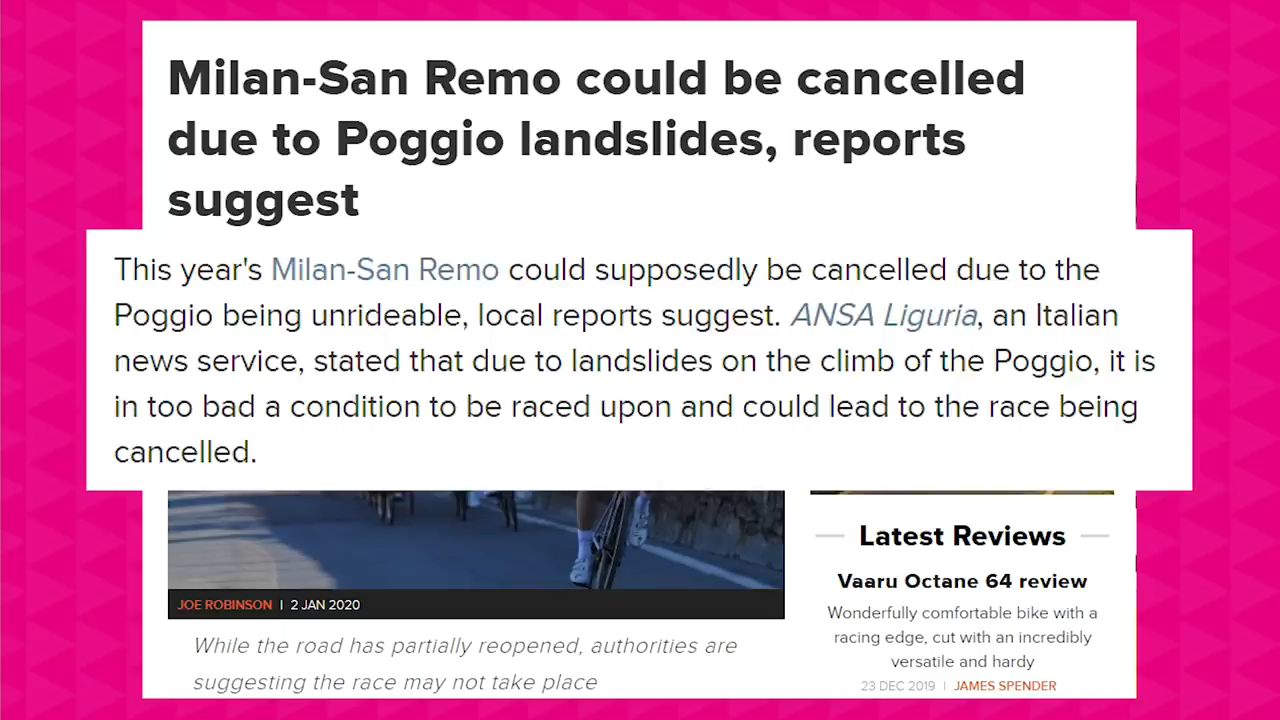 Milan-San Remo could be cancelled
due to Poggio landslides, reports
suggest
This year's Milan-San Remo could supposedly be cancelled due to the
Poggio being unrideable, local reports suggest. ANSA Liguria, an Italian
news service, stated that due to landslides on the climb of the Poggio, it is
in too bad a condition to be raced upon and could lead to the race being
cancelled.
JOE ROBINSON | 2 JAN 2020
While the road has partially reopened, authorities are
suggesting the race may not take place
Latest Reviews
Vaaru Octane 64 review
Wonderfully comfortable bike with a
racing edge, cut with an incredibly
versatile and hardy
23 DEC 2019 | JAMES SPENDER